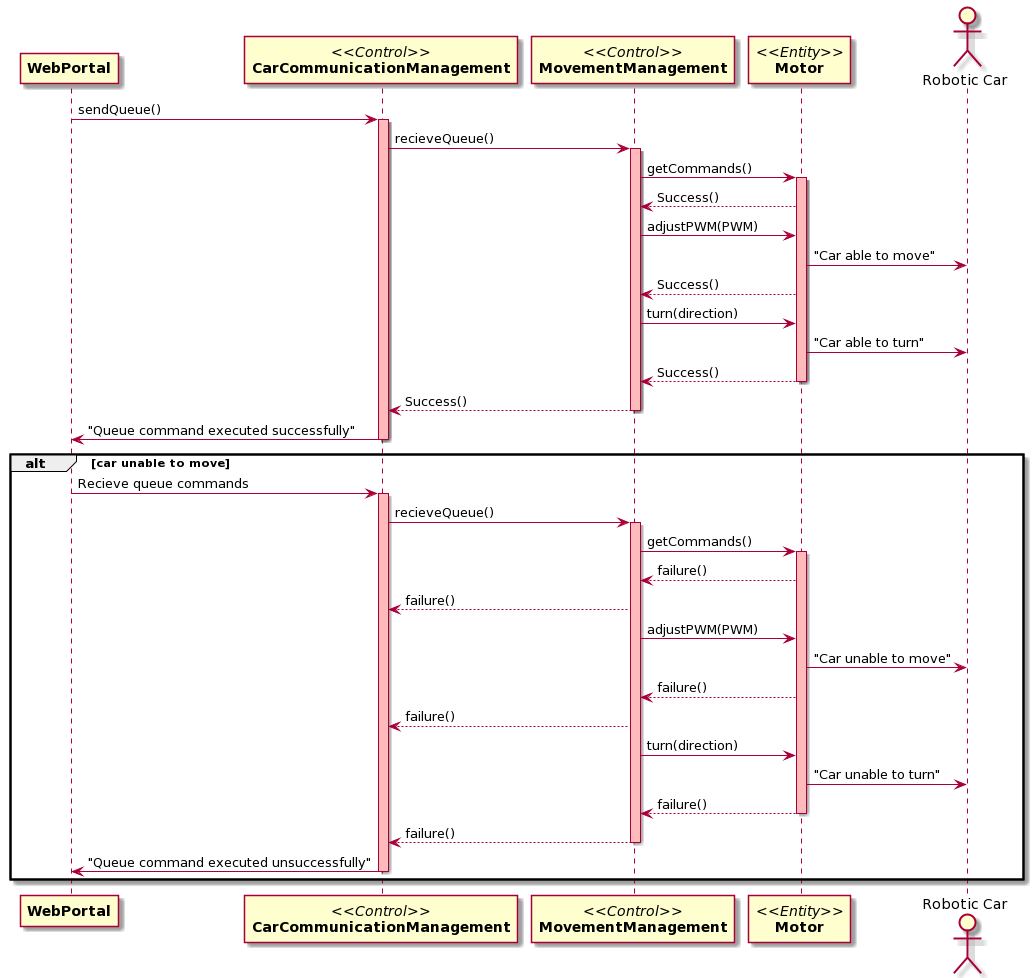 Robotic Car
WebPortal
<<Control>>
CarCommunicationManagement
<<Control>>
MovementManagement
<<Entity>>
Motor
sendQueue()
recieveQueue()
getCommands()
Success()
adjustPWM(PWM)
"Car able to move"
Success()
turn(direction)
"Car able to turn"
Success()
Success()
"Queue command executed successfully"
alt [car unable to move]
Recieve queue commands
recieveQueue()
getCommands()
failure()
failure()
adjustPWM(PWM)
"Car unable to move"
failure()
failure()
turn(direction)
"Car unable to turn"
failure()
failure()
"Queue command executed unsuccessfully"
WebPortal
<<Control>>
CarCommunicationManagement
<<Control>>
MovementManagement
<<Entity>>
Motor
Robotic Car